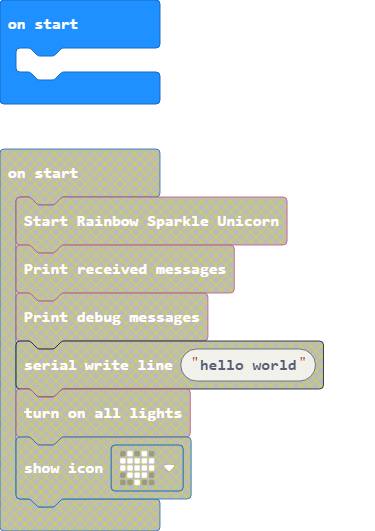 on start
on start
Start Rainbow Sparkle Unicorn
Print received messages
Print debug messages
serial write line "hello world"
turn on all lights
show icon